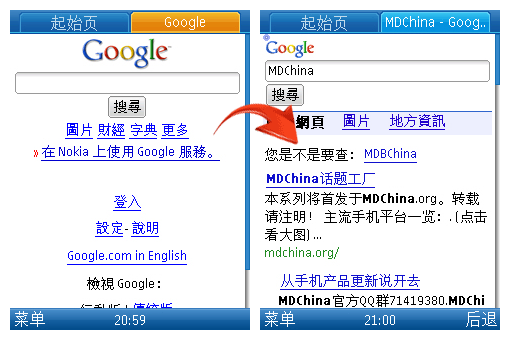 起始页 Google
Google
搜尋
圖片 財經 字典 更多
» 在 Nokia 上使用 Google 服務。
登入
設定 - 說明
Google.com in English
檢視 Google：
菜单 20:59
起始页 MDChina - Goog..
Google
MDChina
搜尋
網頁 圖片 地方資訊
您是不是要查： MDBChina
MDChina话题工厂
本系列将首发于MDChina.org。转载
请注明！ 主流手机平台一览：. (点击
看大图) ...
mdchina.org/
从手机产品更新说开去
MDChina官方QQ群71419380.MDChi
菜单 21:00 后退